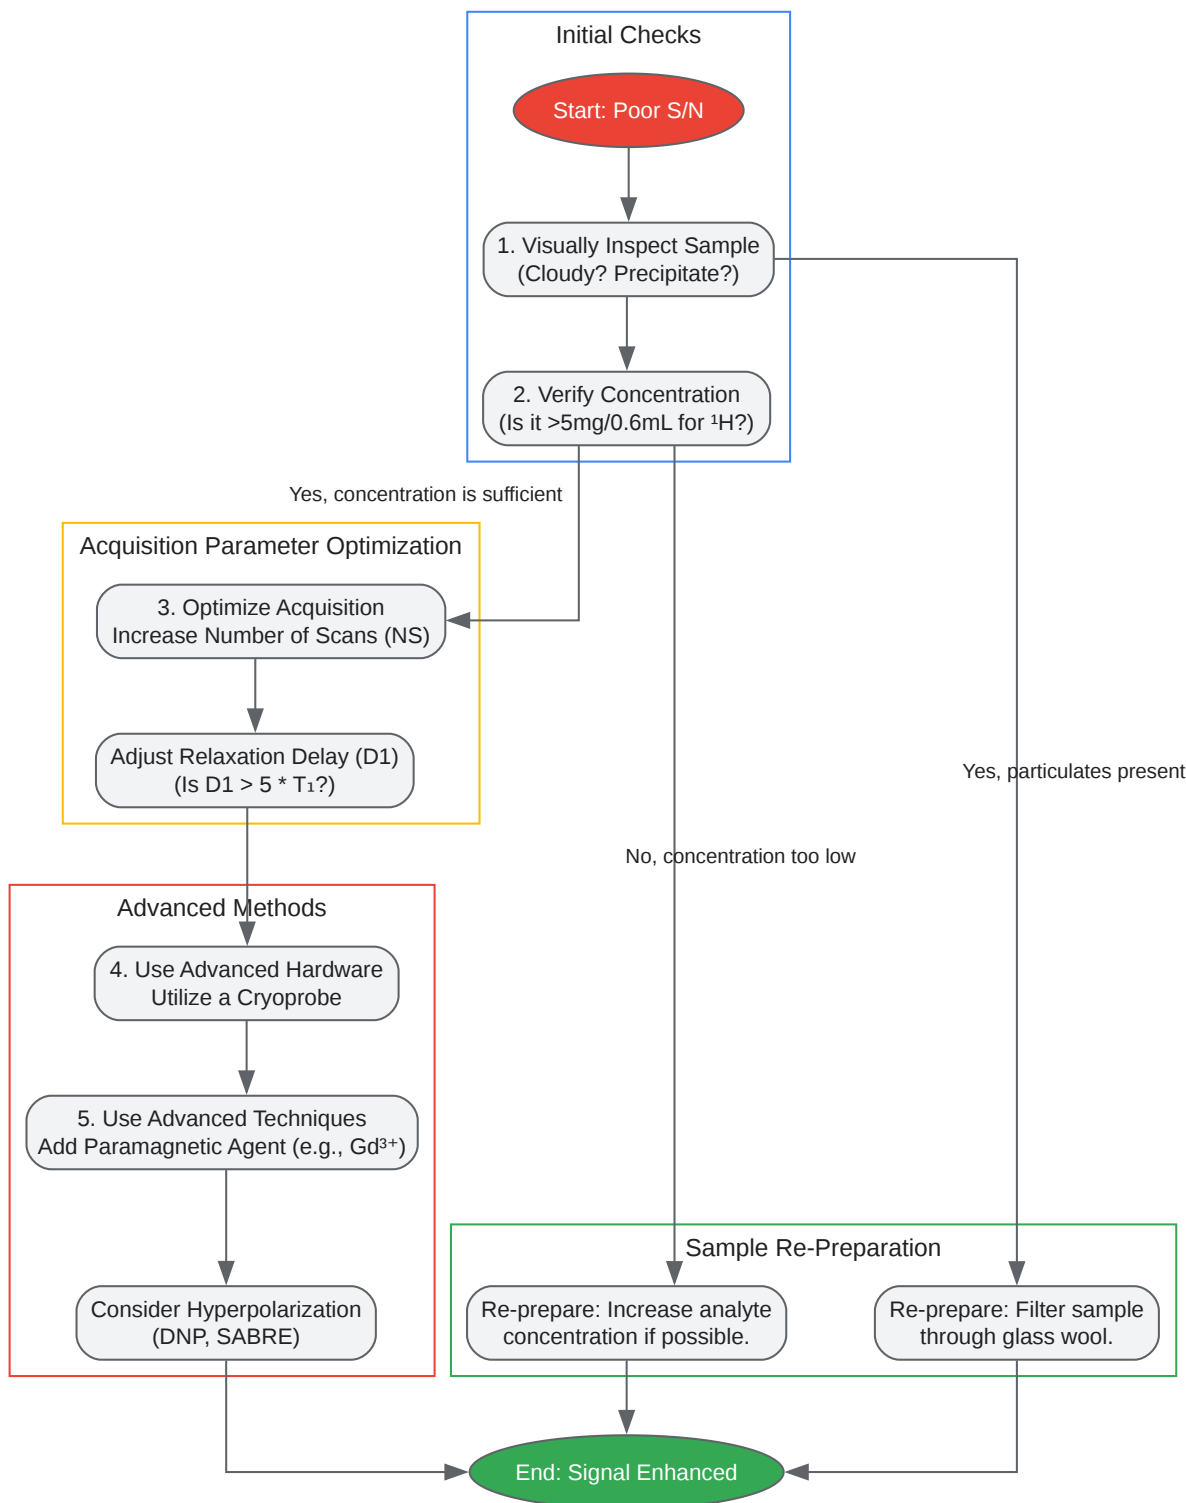 Initial Checks
Start: Poor S/N
1. Visually Inspect Sample
(Cloudy? Precipitate?)
2. Verify Concentration
(Is it >5mg/0.6mL for ¹H?)
Yes, concentration is sufficient
Acquisition Parameter Optimization
3. Optimize Acquisition
Increase Number of Scans (NS)
Adjust Relaxation Delay (D1)
(Is D1 > 5 * T₁?)
Yes, particulates present
No, concentration too low
Advanced Methods
4. Use Advanced Hardware
Utilize a Cryoprobe
5. Use Advanced Techniques
Add Paramagnetic Agent (e.g., Gd³⁺)
Consider Hyperpolarization
(DNP, SABRE)
Sample Re-Preparation
Re-prepare: Increase analyte
concentration if possible.
Re-prepare: Filter sample
through glass wool.
End: Signal Enhanced